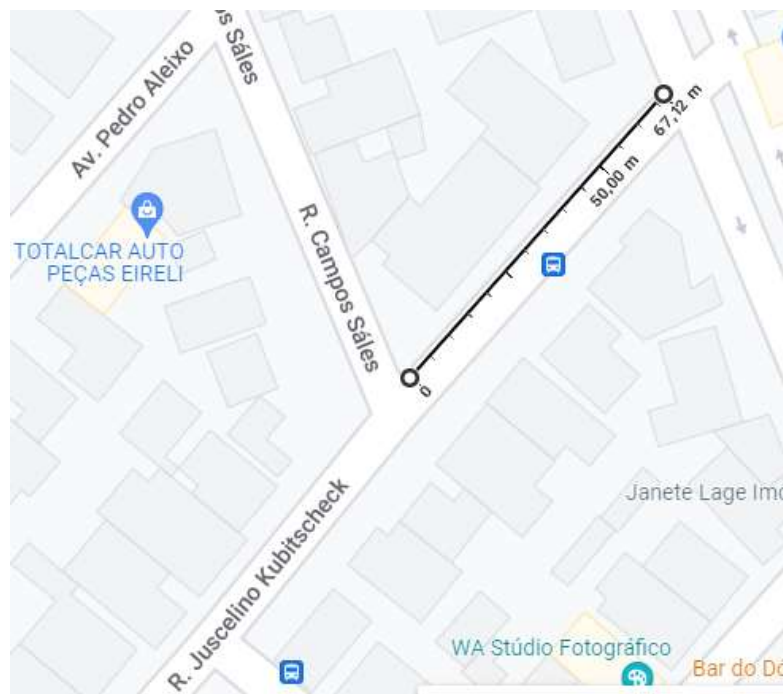 os Sáles
Av. Pedro Aleixo
67,12 m
50,00 m
R. Campos Sáles
TOTALCAR AUTO
PEÇAS EIRELI
0
Janete Lage Imo
R. Juscelino Kubitscheck
WA Stúdio Fotográfico
Bar do Dó